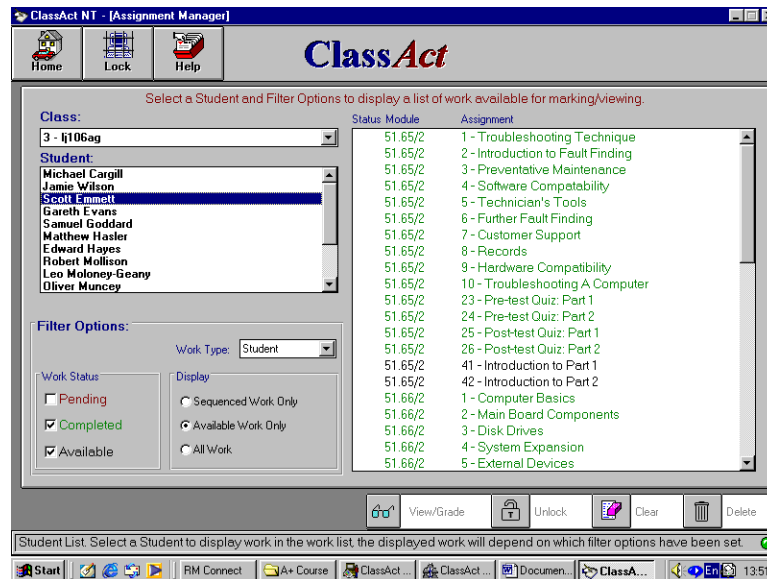 ClassAct NT - [Assignment Manager]
Home Lock Help
ClassAct
Select a Student and Filter Options to display a list of work available for marking/viewing.
Class:
3 - lj106ag
Student:
Michael Cargill
Jamie Wilson
Scott Emmett
Gareth Evans
Samuel Goddard
Matthew Hasler
Edward Hayes
Robert Mollison
Leo Moloney-Geany
Oliver Muncey
Filter Options:
Work Type: Student
Work Status
Pending
Completed
Available
Display
Sequenced Work Only
Available Work Only
All Work
Status Module Assignment
51.65/2 1 - Troubleshooting Technique
51.65/2 2 - Introduction to Fault Finding
51.65/2 3 - Preventative Maintenance
51.65/2 4 - Software Compatability
51.65/2 5 - Technician's Tools
51.65/2 6 - Further Fault Finding
51.65/2 7 - Customer Support
51.65/2 8 - Records
51.65/2 9 - Hardware Compatibility
51.65/2 10 - Troubleshooting A Computer
51.65/2 23 - Pre-test Quiz: Part 1
51.65/2 24 - Pre-test Quiz: Part 2
51.65/2 25 - Post-test Quiz: Part 1
51.65/2 26 - Post-test Quiz: Part 2
51.65/2 41 - Introduction to Part 1
51.65/2 42 - Introduction to Part 2
51.66/2 1 - Computer Basics
51.66/2 2 - Main Board Components
51.66/2 3 - Disk Drives
51.66/2 4 - System Expansion
51.66/2 5 - External Devices
View/Grade Unlock Clear Delete
Student List. Select a Student to display work in the work list, the displayed work will depend on which filter options have been set.
Start RM Connect A+ Course ClassAct ... ClassAct ... Documen... ClassA... En 13:51